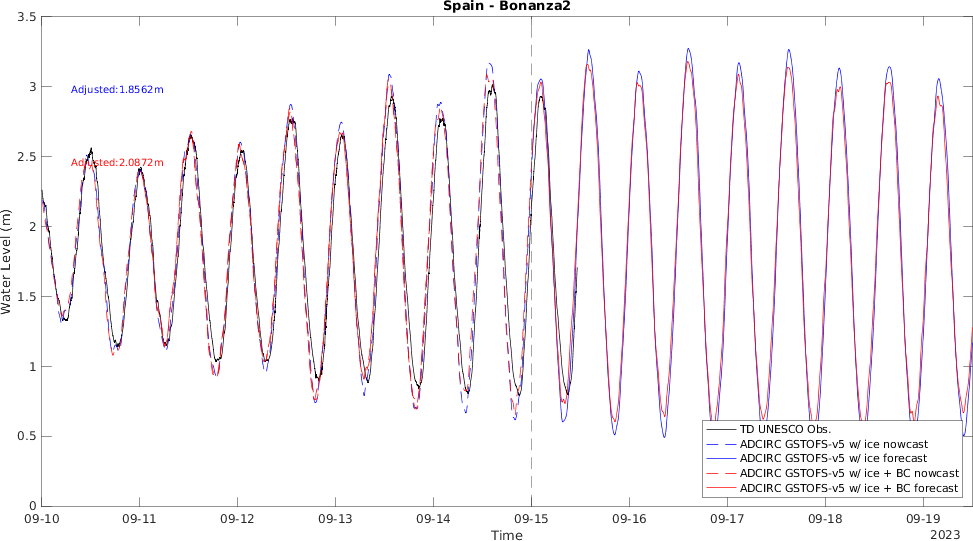 Spain - Bonanza2
3.5
3
2.5
2
1.5
1
0.5
0
Water Level (m)
Adjusted:1.8562m
Adjusted:2.0872m
TD UNESCO Obs.
ADCIRC GSTOFS-v5 w/ ice nowcast
ADCIRC GSTOFS-v5 w/ ice forecast
ADCIRC GSTOFS-v5 w/ ice + BC nowcast
ADCIRC GSTOFS-v5 w/ ice + BC forecast
09-10 09-11 09-12 09-13 09-14 09-15 09-16 09-17 09-18 09-19
Time
2023